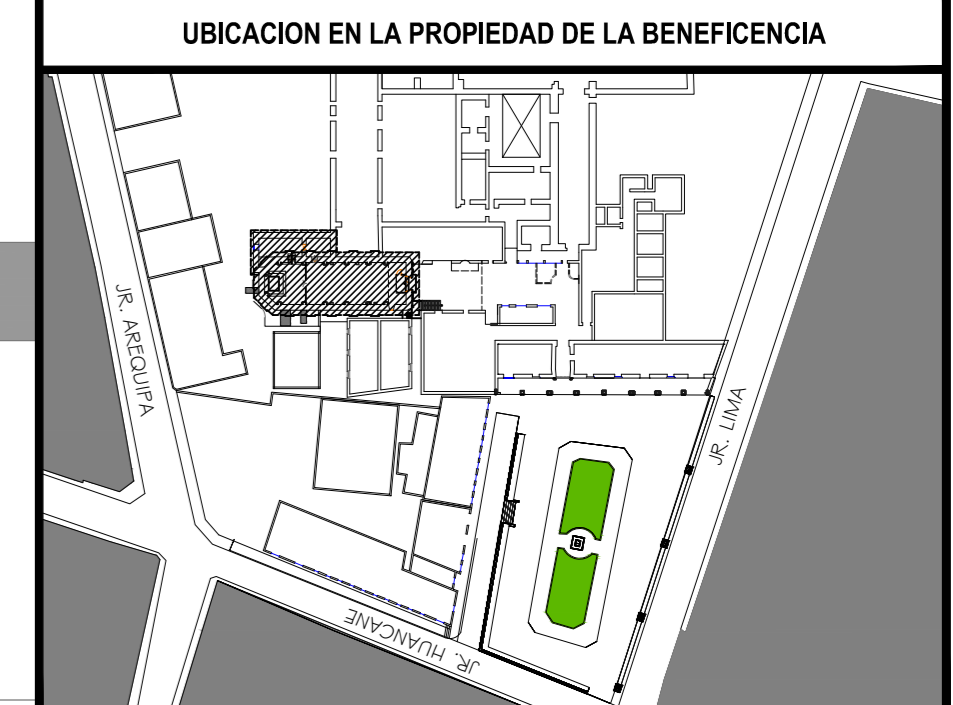 UBICACION EN LA PROPIEDAD DE LA BENEFICENCIA
JR. AREQUIPA
JR. LIMA
JR. HUANCANE